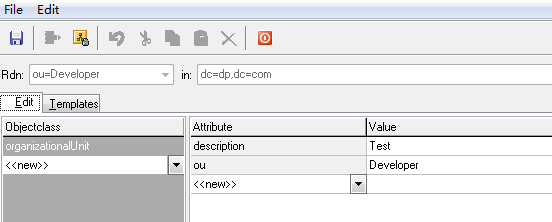 File Edit
Rdn: ou=Developer in: dc=dp,dc=com
Edit Templates
Objectclass Attribute Value
organizationalUnit description Test
<<new>> ou Developer
<<new>>